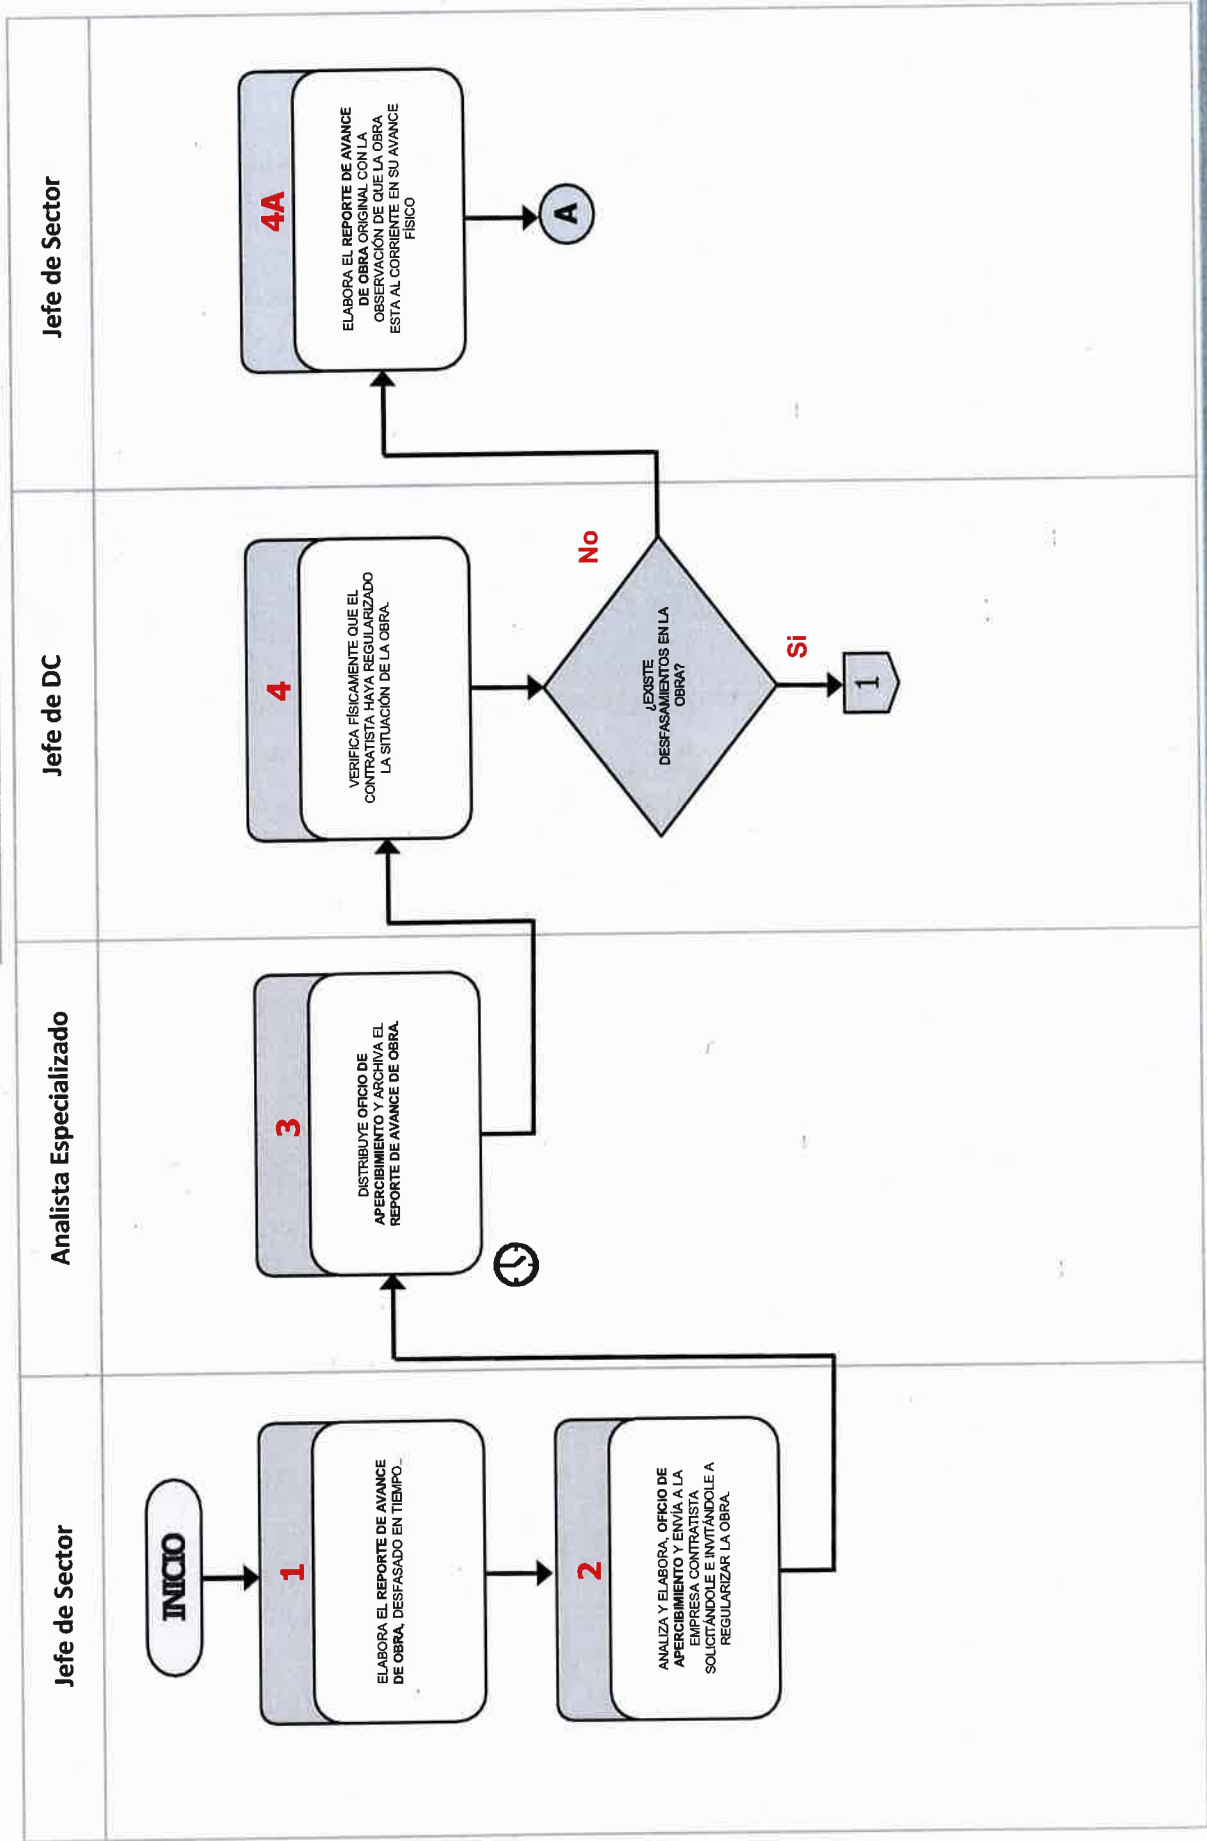 Jefe de Sector
Analista Especializado
Jefe de DC
Jefe de Sector
INICIO
1
ELABORA EL REPORTE DE AVANCE
DE OBRA, DESFASADO EN TIEMPO.
2
ANALIZA Y ELABORA, OFICIO DE
APERCIBIMIENTO Y ENVÍA A LA
EMPRESA CONTRATISTA
SOLICITÁNDOLE E INVITÁNDOLE A
REGULARIZAR LA OBRA.
3
DISTRIBUYE OFICIO DE
APERCIBIMIENTO Y ARCHIVA EL
REPORTE DE AVANCE DE OBRA.
4
VERIFICA FÍSICAMENTE QUE EL
CONTRATISTA HAYA REGULARIZADO
LA SITUACIÓN DE LA OBRA.
¿EXISTE
DESFASAMIENTOS EN LA
OBRA?
No
Si
1
4A
ELABORA EL REPORTE DE AVANCE
DE OBRA ORIGINAL CON LA
OBSERVACIÓN DE QUE LA OBRA
ESTA AL CORRIENTE EN SU AVANCE
FÍSICO
A